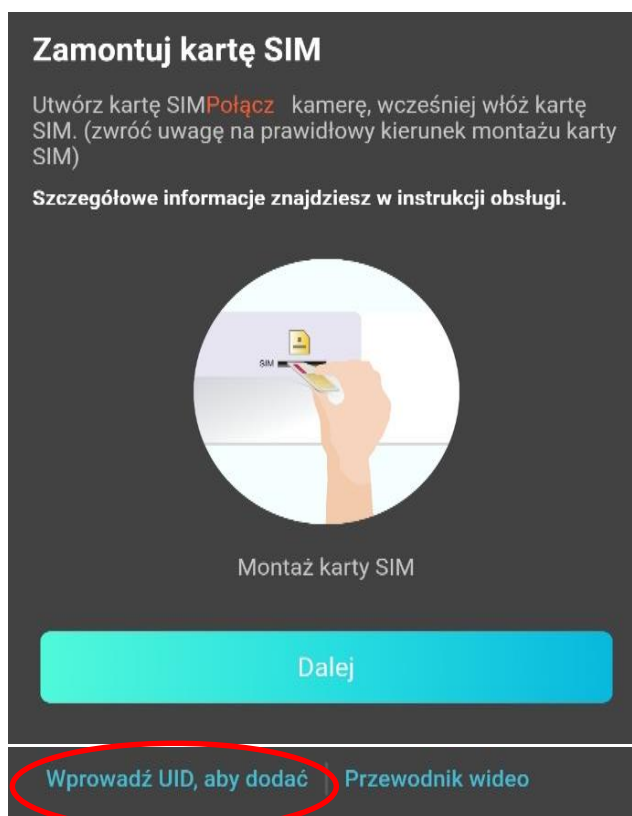 Zamontuj kartę SIM
Utwórz kartę SIMPołącz kamerę, wcześniej włóż kartę
SIM. (zwróć uwagę na prawidłowy kierunek montażu karty
SIM)
Szczegółowe informacje znajdziesz w instrukcji obsługi.
SIM
Montaż karty SIM
Dalej
Wprowadź UID, aby dodać | Przewodnik wideo